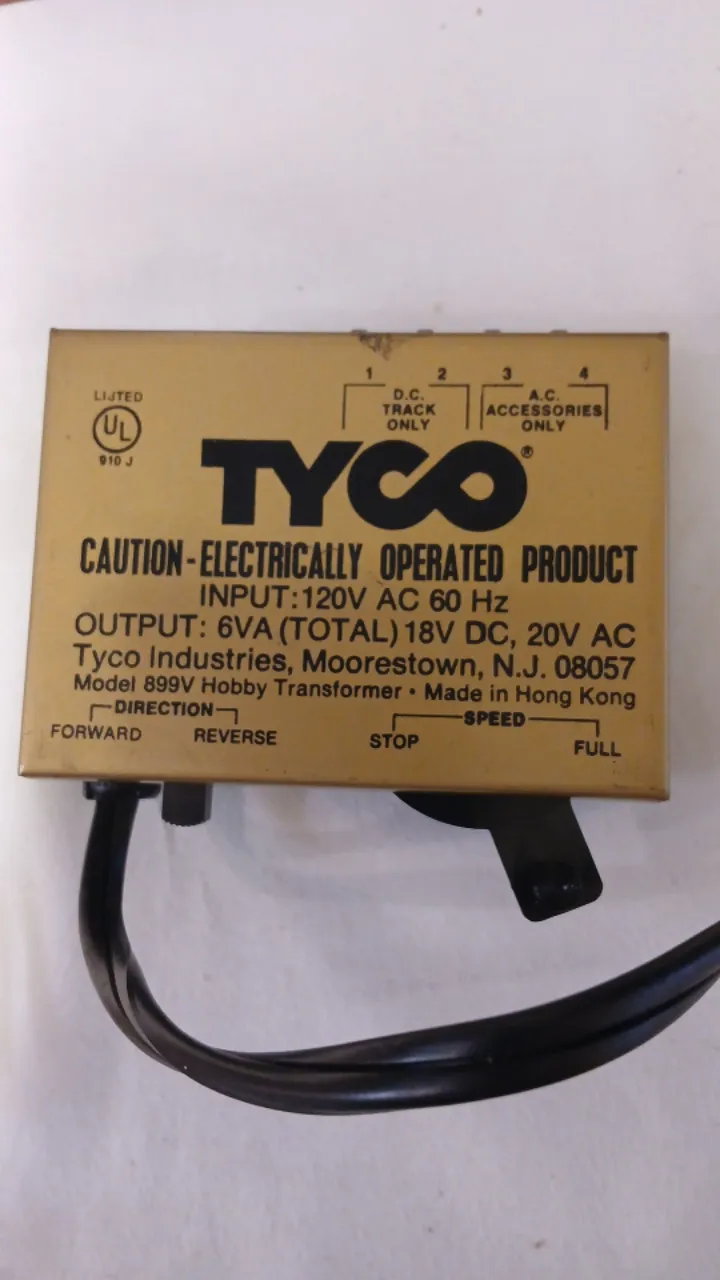 1 2 3 4
LISTED
D.C. A.C.
TRACK ACCESSORIES
ONLY ONLY
UL
910 J
TYCO®
CAUTION-ELECTRICALLY OPERATED PRODUCT
INPUT:120V AC 60 Hz
OUTPUT: 6VA (TOTAL) 18V DC, 20V AC
Tyco Industries, Moorestown, N.J. 08057
Model 899V Hobby Transformer • Made in Hong Kong
DIRECTION SPEED
FORWARD REVERSE STOP FULL